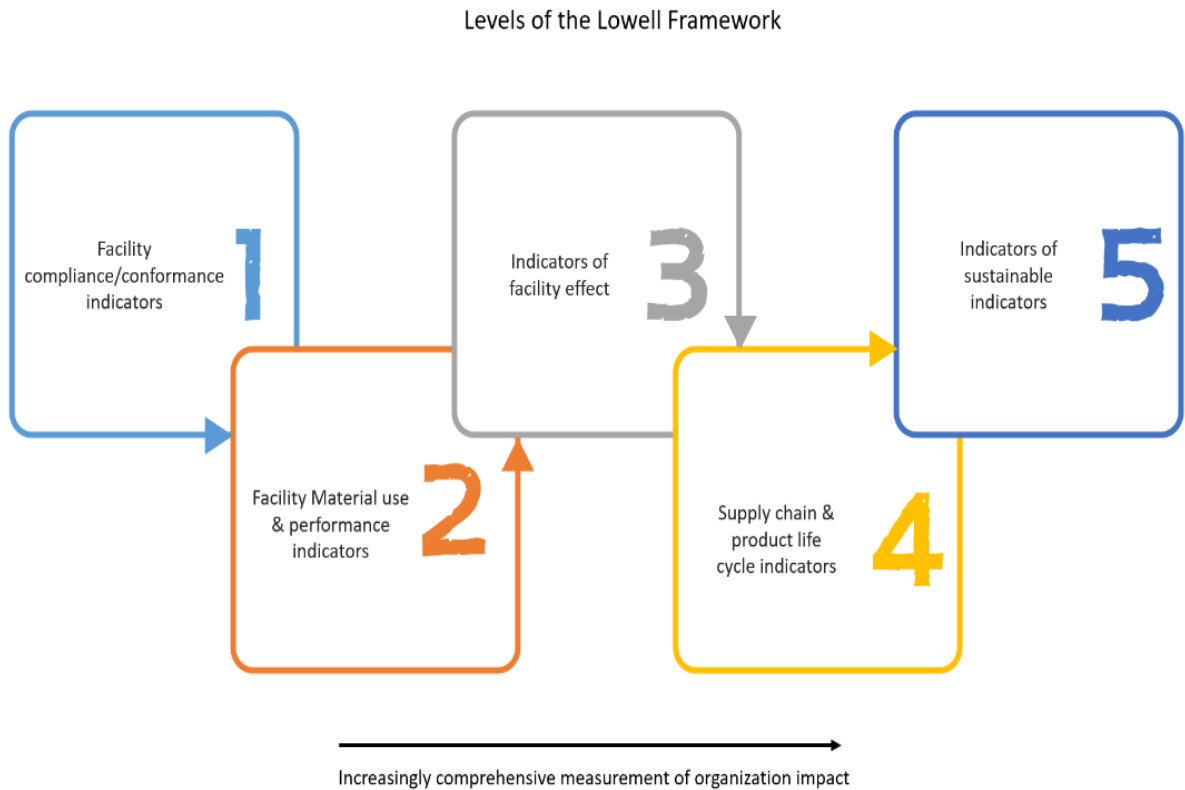 Levels of the Lowell Framework
Facility
compliance/conformance
indicators
1
Facility Material use
& performance
indicators
2
Indicators of
facility effect
3
Supply chain &
product life
cycle indicators
4
Indicators of
sustainable
indicators
5
Increasingly comprehensive measurement of organization impact